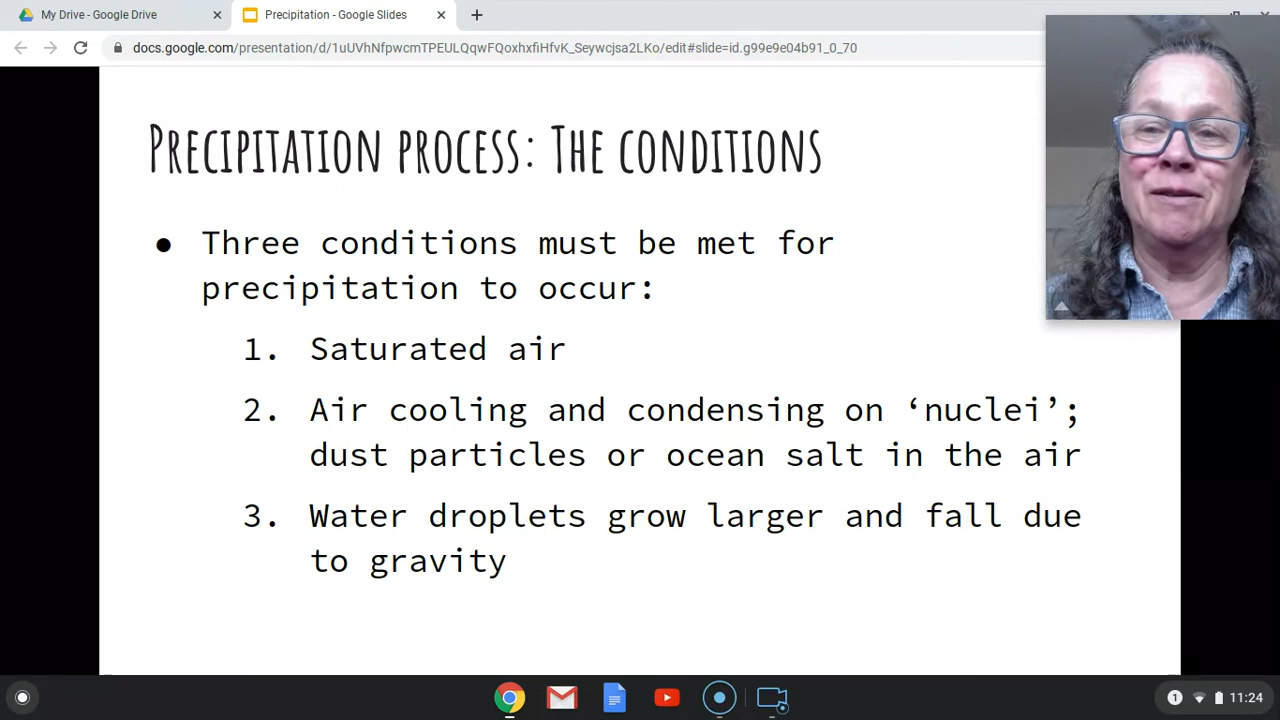 My Drive - Google Drive
Precipitation - Google Slides
docs.google.com/presentation/d/1uUVhNfpwcmTPEULQqwFQoxhxfiHfvK_Seywcjsa2LKo/edit#slide=id.g99e9e04b91_0_70
Precipitation process: The conditions
● Three conditions must be met for
precipitation to occur:
1. Saturated air
2. Air cooling and condensing on ‘nuclei’;
dust particles or ocean salt in the air
3. Water droplets grow larger and fall due
to gravity
1 11:24